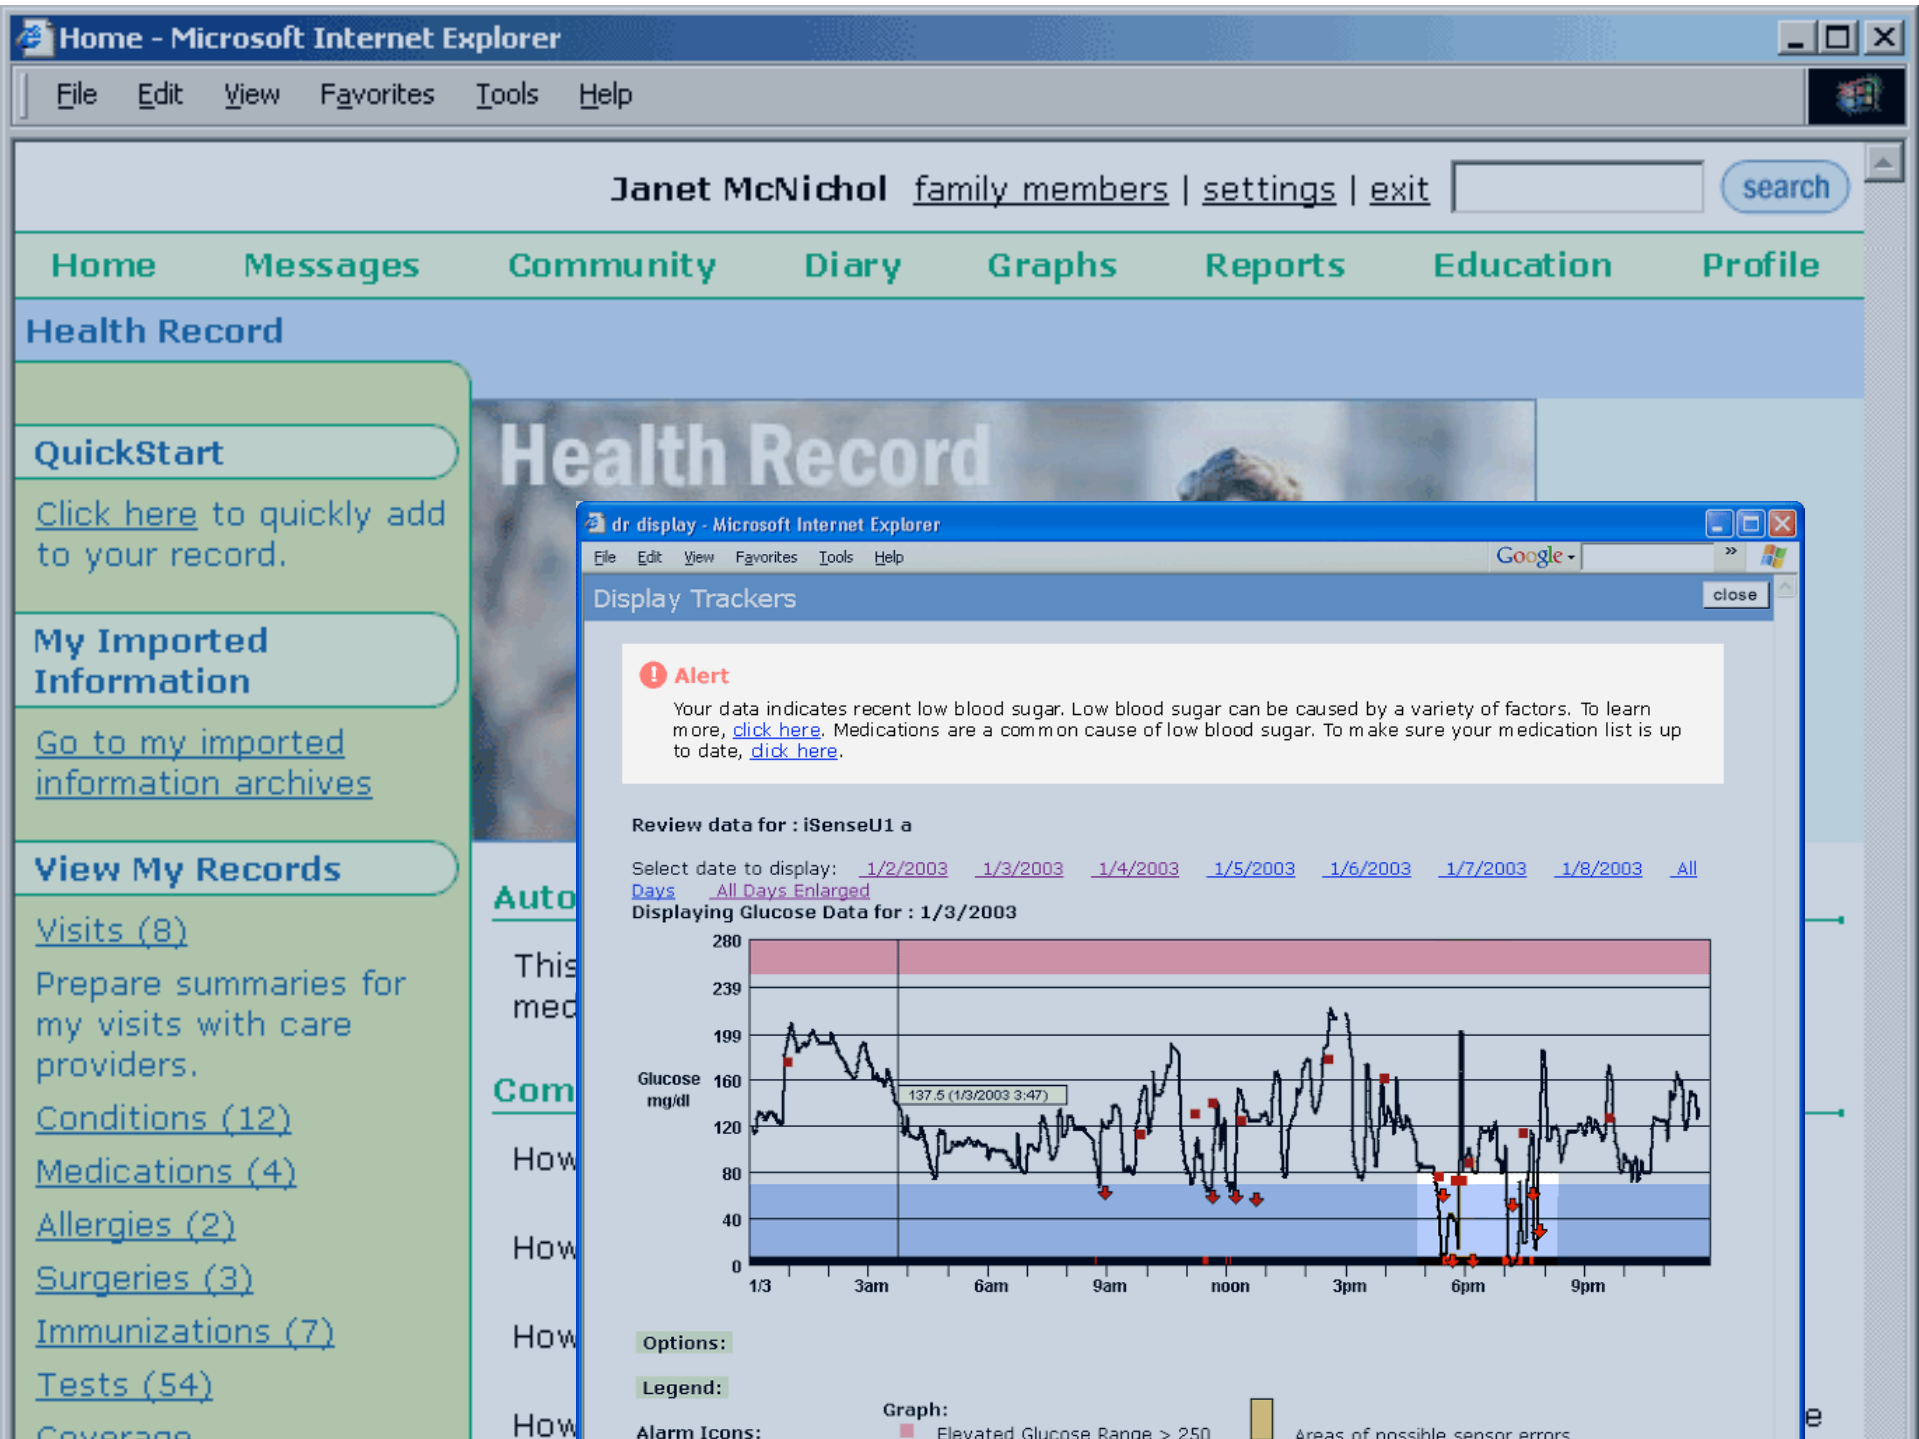 Home - Microsoft Internet Explorer
File Edit View Favorites Tools Help
Janet McNichol family members | settings | exit search
Home Messages Community Diary Graphs Reports Education Profile
Health Record
QuickStart
Click here to quickly add
to your record.
My Imported
Information
Go to my imported
information archives
View My Records
Visits (8)
Prepare summaries for
my visits with care
providers.
Conditions (12)
Medications (4)
Allergies (2)
Surgeries (3)
Immunizations (7)
Tests (54)
Coverage
Health Record
Auto
This
med
Com
How
How
How
How
e
dr display - Microsoft Internet Explorer
File Edit View Favorites Tools Help Google »
Display Trackers close
Alert
Your data indicates recent low blood sugar. Low blood sugar can be caused by a variety of factors. To learn
more, click here. Medications are a common cause of low blood sugar. To make sure your medication list is up
to date, click here.
Review data for : iSenseU1 a
Select date to display: 1/2/2003 1/3/2003 1/4/2003 1/5/2003 1/6/2003 1/7/2003 1/8/2003 All
Days All Days Enlarged
Displaying Glucose Data for : 1/3/2003
280
239
199
Glucose 160
mg/dl
137.5 (1/3/2003 3:47)
120
80
40
0
1/3 3am 6am 9am noon 3pm 6pm 9pm
Options:
Legend:
Graph:
Alarm Icons: Elevated Glucose Range > 250 Areas of possible sensor errors